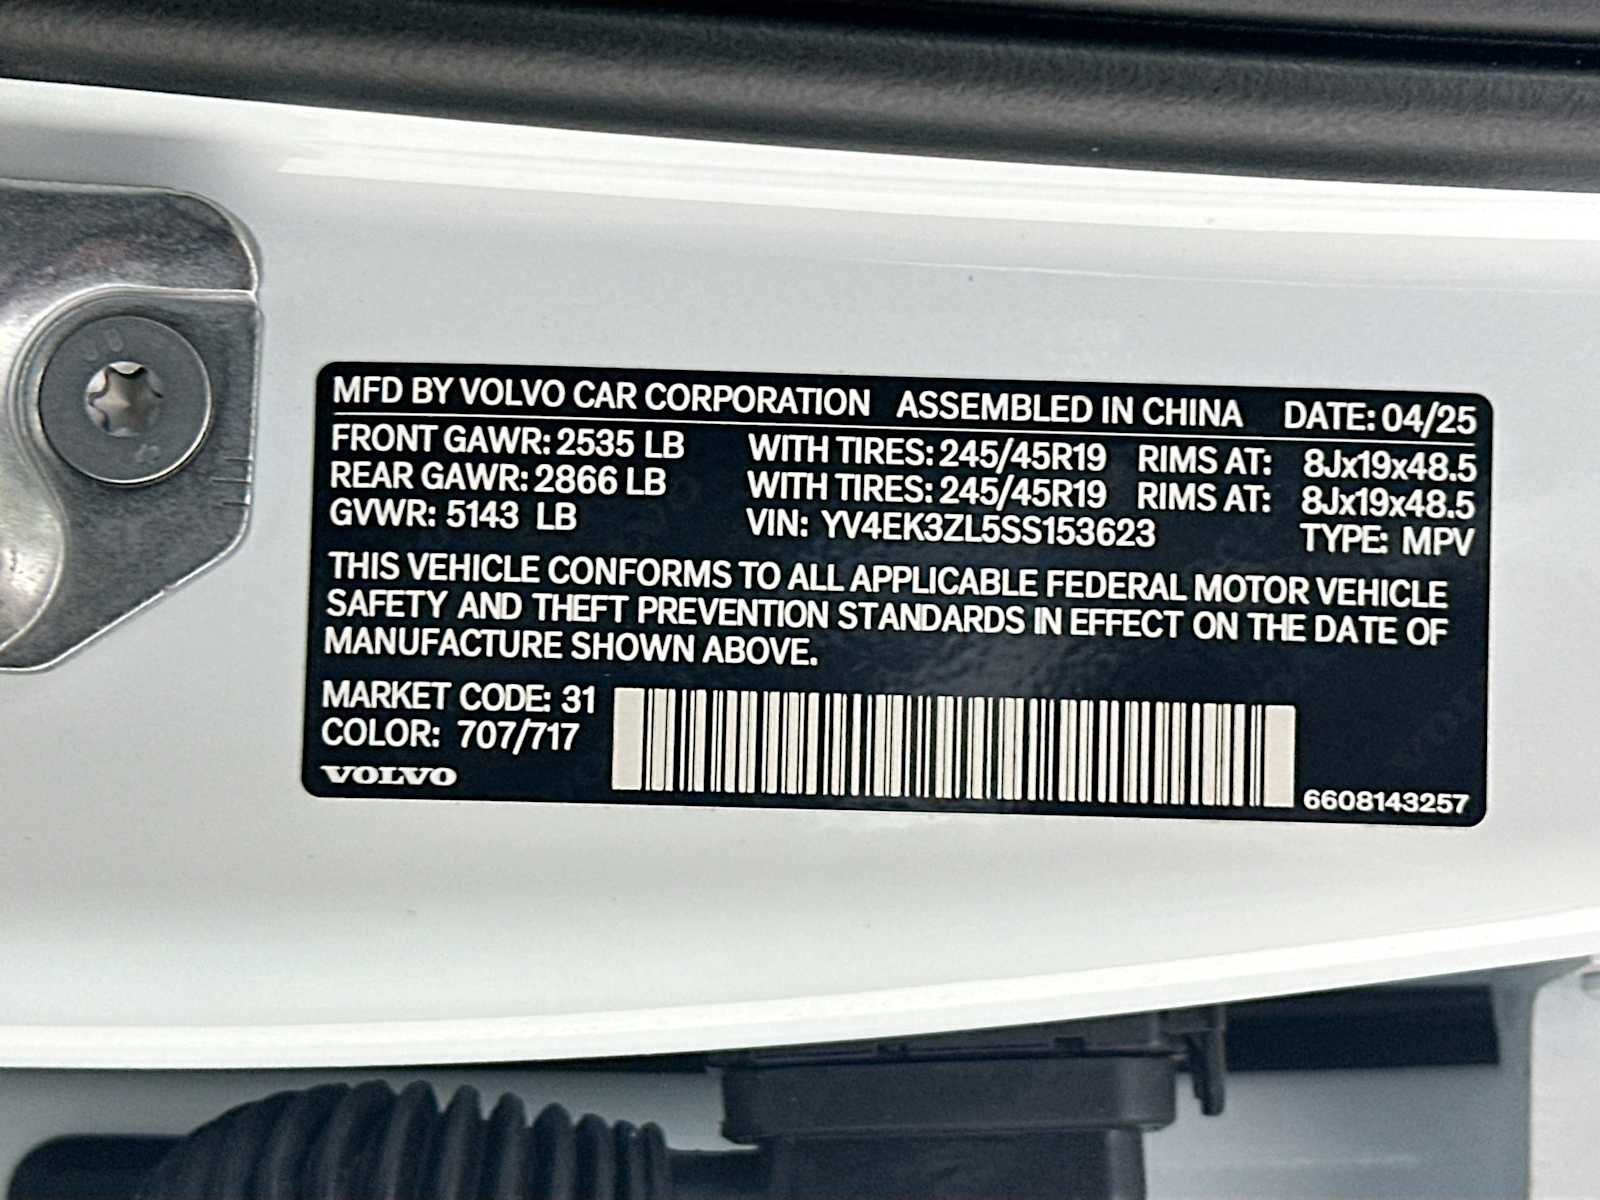 MFD BY VOLVO CAR CORPORATION ASSEMBLED IN CHINA DATE: 04/25
FRONT GAWR: 2535 LB WITH TIRES: 245/45R19 RIMS AT: 8Jx19x48.5
REAR GAWR: 2866 LB WITH TIRES: 245/45R19 RIMS AT: 8Jx19x48.5
GVWR: 5143 LB VIN: YV4EK3ZL5SS153623 TYPE: MPV
THIS VEHICLE CONFORMS TO ALL APPLICABLE FEDERAL MOTOR VEHICLE
SAFETY AND THEFT PREVENTION STANDARDS IN EFFECT ON THE DATE OF
MANUFACTURE SHOWN ABOVE.
MARKET CODE: 31
COLOR: 707/717
VOLVO
6608143257